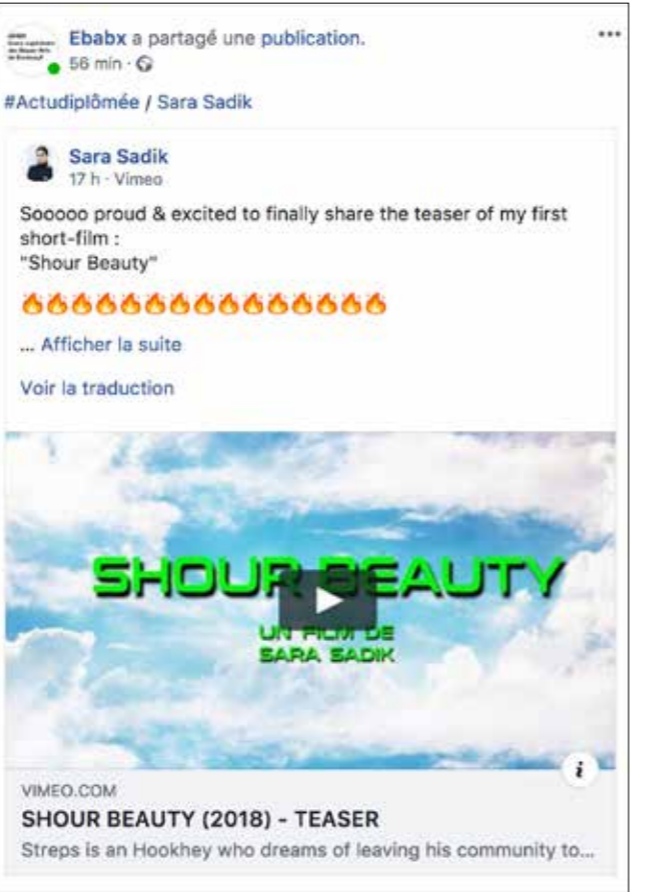 Ebabx a partagé une publication.
56 min ·
#Actudiplômée / Sara Sadik
Sara Sadik
17 h · Vimeo
Sooooo proud & excited to finally share the teaser of my first
short-film :
"Shour Beauty"
🔥🔥🔥🔥🔥🔥🔥🔥🔥🔥🔥🔥🔥🔥🔥
... Afficher la suite
Voir la traduction
SHOUR BEAUTY
UN FILM DE
SARA SADIK
i
VIMEO.COM
SHOUR BEAUTY (2018) - TEASER
Streps is an Hookhey who dreams of leaving his community to...